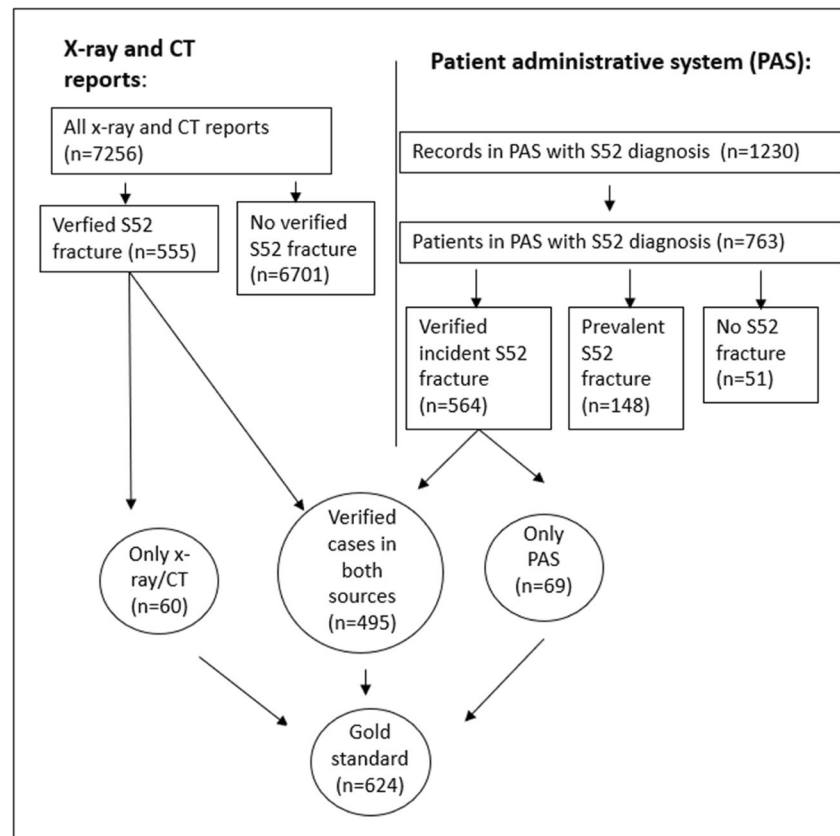 X-ray and CT
reports:
All x-ray and CT reports
(n=7256)
Verfied S52
fracture (n=555)
No verified
S52 fracture
(n=6701)
Patient administrative system (PAS):
Records in PAS with S52 diagnosis (n=1230)
Patients in PAS with S52 diagnosis (n=763)
Verified
incident S52
fracture
(n=564)
Prevalent
S52
fracture
(n=148)
No S52
fracture
(n=51)
Only x-
ray/CT
(n=60)
Verified
cases in
both
sources
(n=495)
Only
PAS
(n=69)
Gold
standard
(n=624)